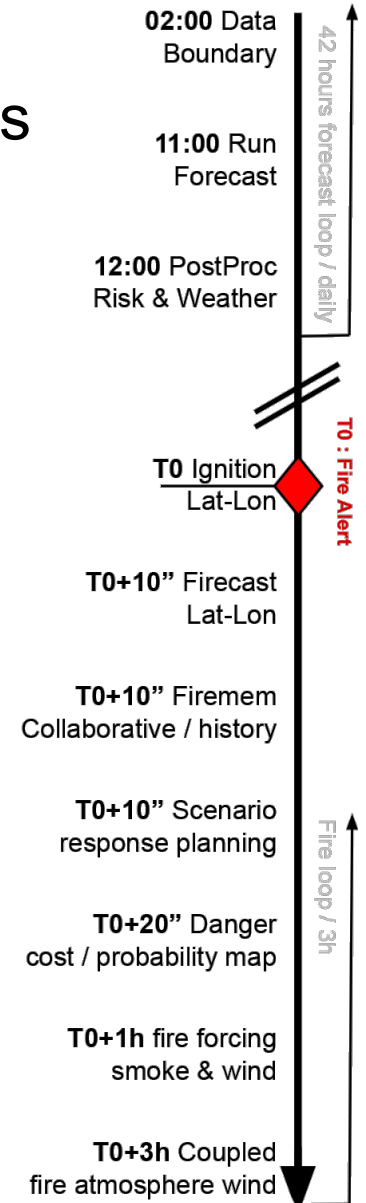 s
02:00 Data
Boundary
42 hours forecast loop / daily
11:00 Run
Forecast
12:00 PostProc
Risk & Weather
T0 : Fire Alert
T0 Ignition
Lat-Lon
T0+10” Firecast
Lat-Lon
T0+10” Firemem
Collaborative / history
T0+10” Scenario
response planning
Fire loop / 3h
T0+20” Danger
cost / probability map
T0+1h fire forcing
smoke & wind
T0+3h Coupled
fire atmosphere wind